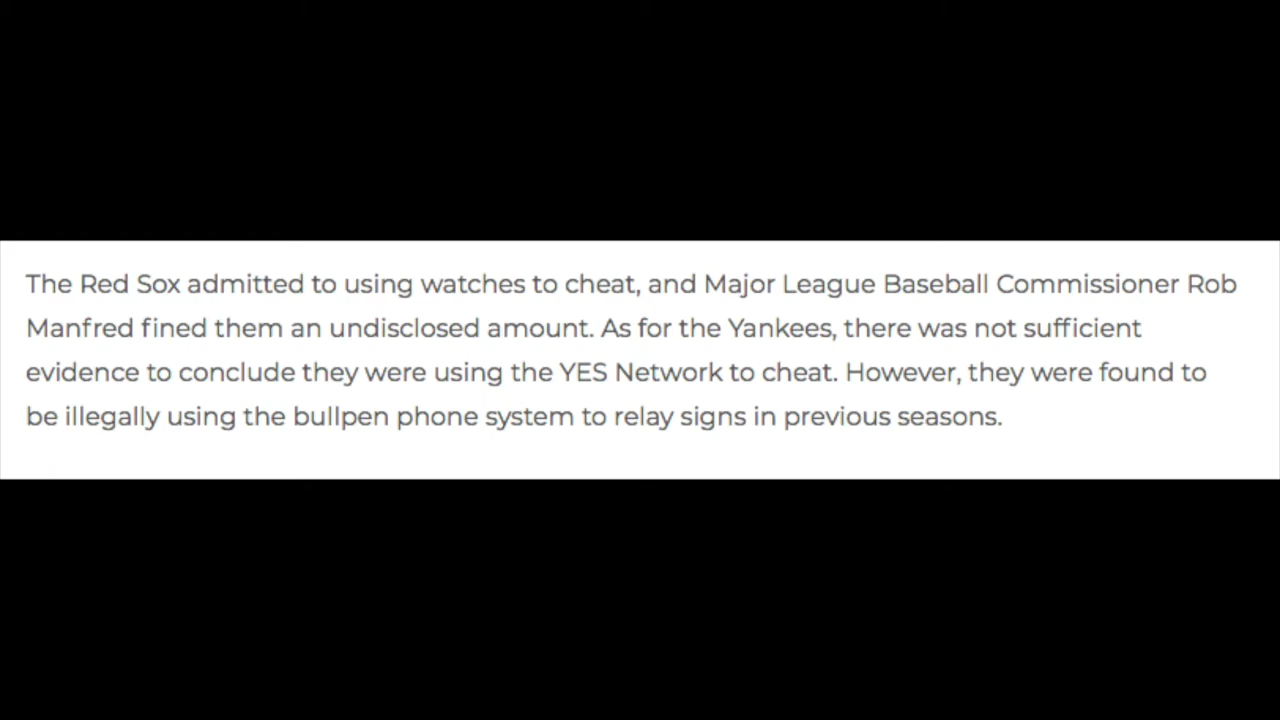 The Red Sox admitted to using watches to cheat, and Major League Baseball Commissioner Rob
Manfred fined them an undisclosed amount. As for the Yankees, there was not sufficient
evidence to conclude they were using the YES Network to cheat. However, they were found to
be illegally using the bullpen phone system to relay signs in previous seasons.